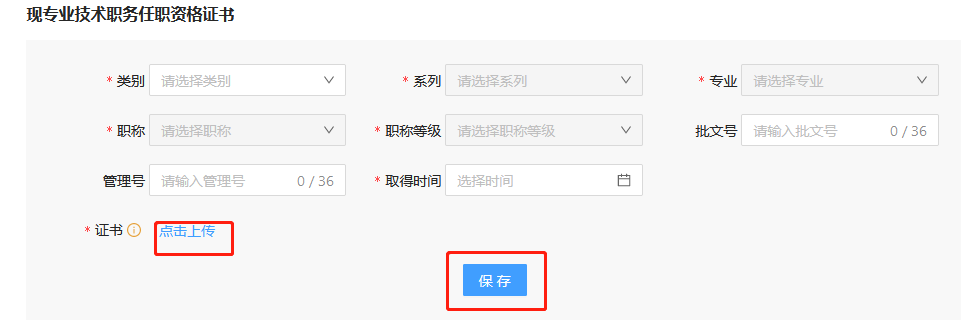 现专业技术职务任职资格证书
* 类别 请选择类别 * 系列 请选择系列 * 专业 请选择专业
* 职称 请选择职称 * 职称等级 请选择职称等级 批文号 请输入批文号 0 / 36
管理号 请输入管理号 0 / 36 * 取得时间 选择时间
* 证书 点击上传
保存